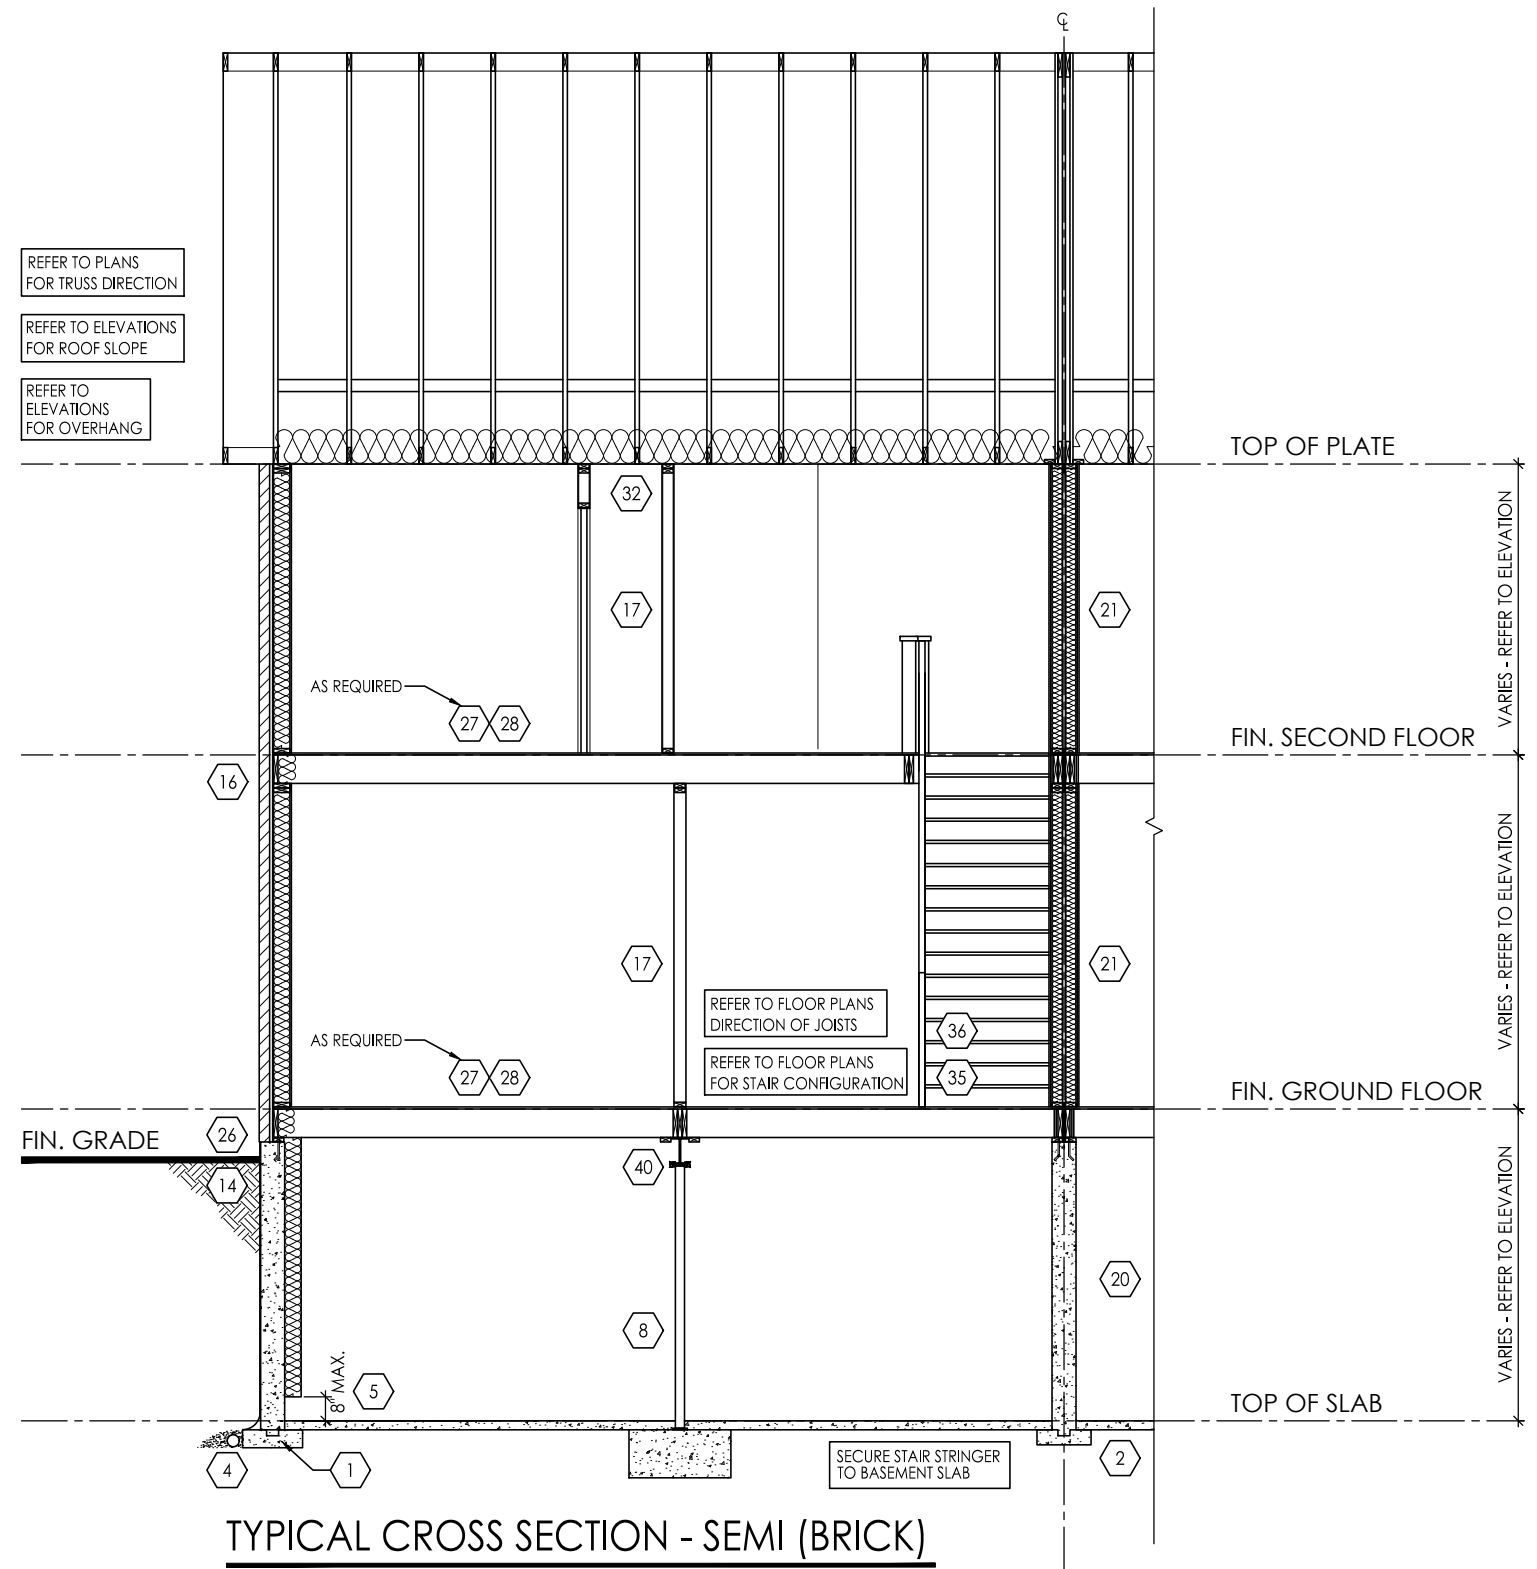 ℄
REFER TO PLANS
FOR TRUSS DIRECTION
REFER TO ELEVATIONS
FOR ROOF SLOPE
REFER TO
ELEVATIONS
FOR OVERHANG
TOP OF PLATE
32
17
21
VARIES - REFER TO ELEVATION
AS REQUIRED
27 28
FIN. SECOND FLOOR
16
VARIES - REFER TO ELEVATION
17
21
REFER TO FLOOR PLANS
DIRECTION OF JOISTS
36
AS REQUIRED
27 28
REFER TO FLOOR PLANS
FOR STAIR CONFIGURATION
35
FIN. GROUND FLOOR
FIN. GRADE
26
40
14
VARIES - REFER TO ELEVATION
20
8
8" MAX.
5
TOP OF SLAB
4
1
SECURE STAIR STRINGER
TO BASEMENT SLAB
2
TYPICAL CROSS SECTION - SEMI (BRICK)